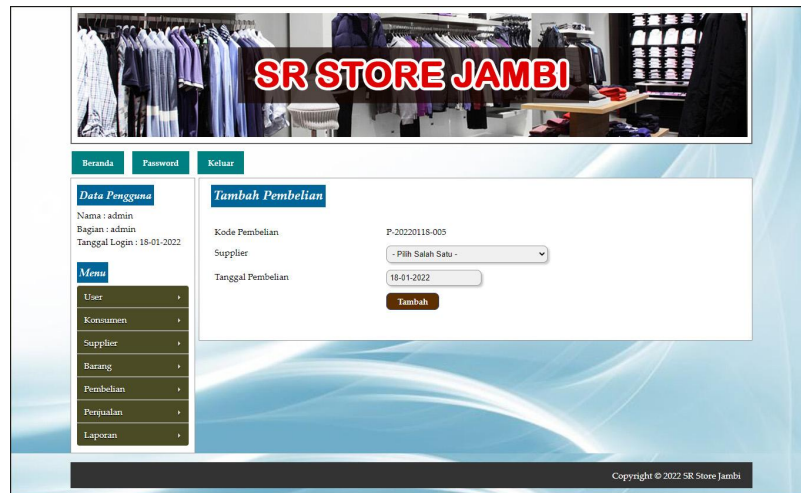 SR STORE JAMBI
Beranda Password Keluar
Data Pengguna
Nama : admin
Bagian : admin
Tanggal Login : 18-01-2022
Menu
User
Konsumen
Supplier
Barang
Pembelian
Penjualan
Laporan
Tambah Pembelian
Kode Pembelian P-20220118-005
Supplier - Pilih Salah Satu -
Tanggal Pembelian 18-01-2022
Tambah
Copyright © 2022 SR Store Jambi